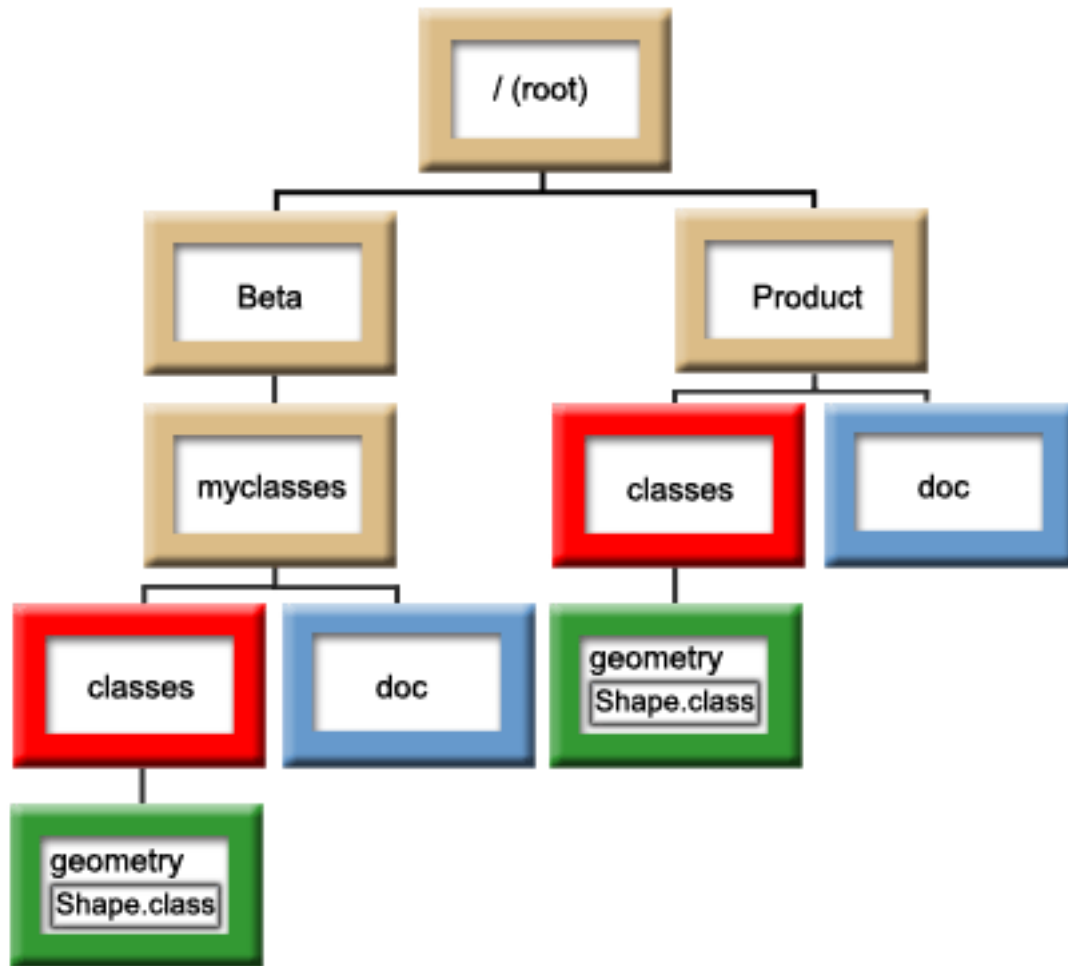 / (root)
Beta
Product
myclasses
classes
doc
classes
doc
geometry
Shape.class
geometry
Shape.class